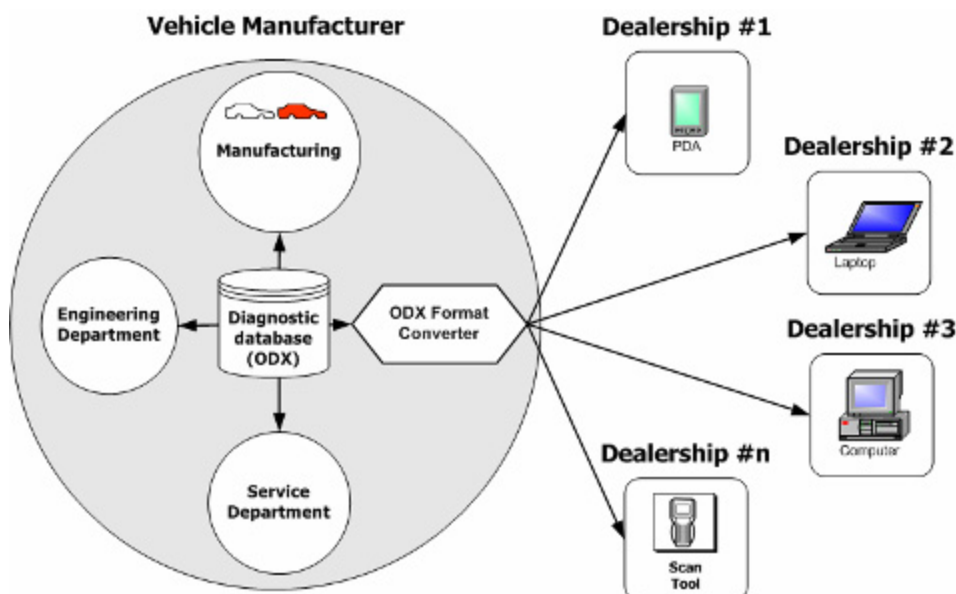 Vehicle Manufacturer
Dealership #1
PDA
Manufacturing
Dealership #2
Laptop
Engineering
Department
Diagnostic
database
(ODX)
ODX Format
Converter
Dealership #3
Computer
Dealership #n
Service
Department
Scan
Tool